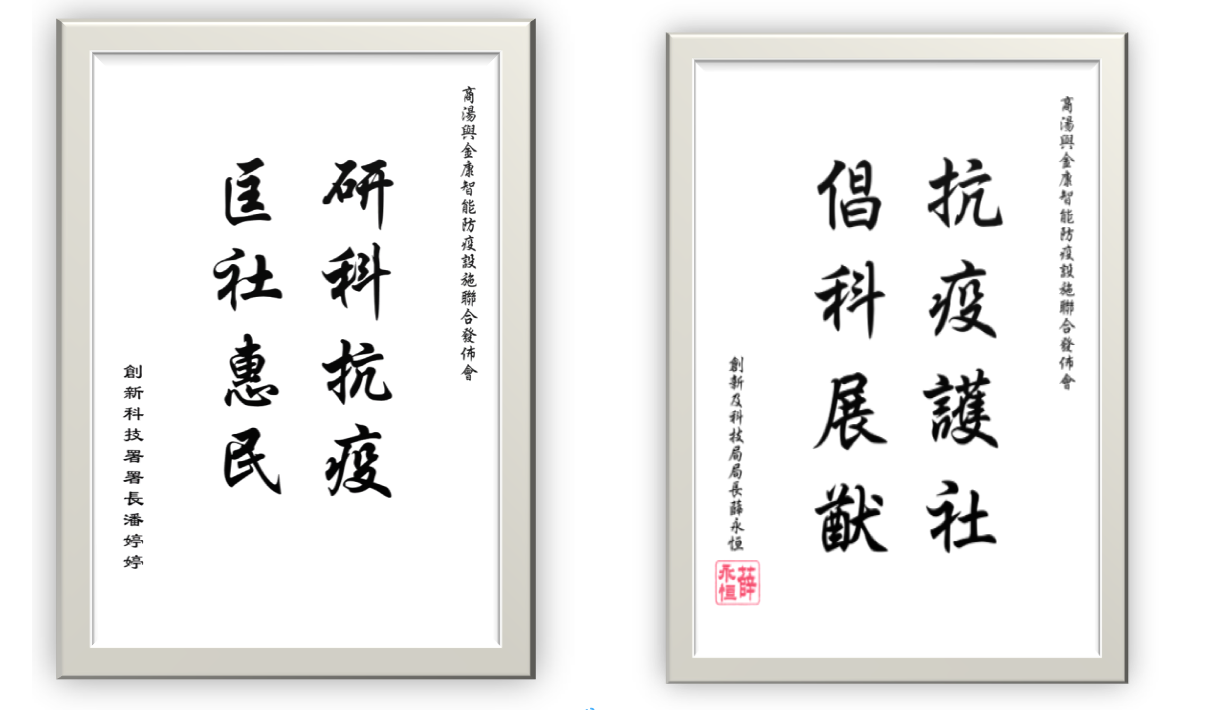 商湯與金康智能防疫設施聯合發佈會
研科抗疫
匡社惠民
創新科技署署長潘婷婷
商湯與金康智能防疫設施聯合發佈會
抗疫護社
倡科展猷
創新及科技局局長薛永恒
薛永恒